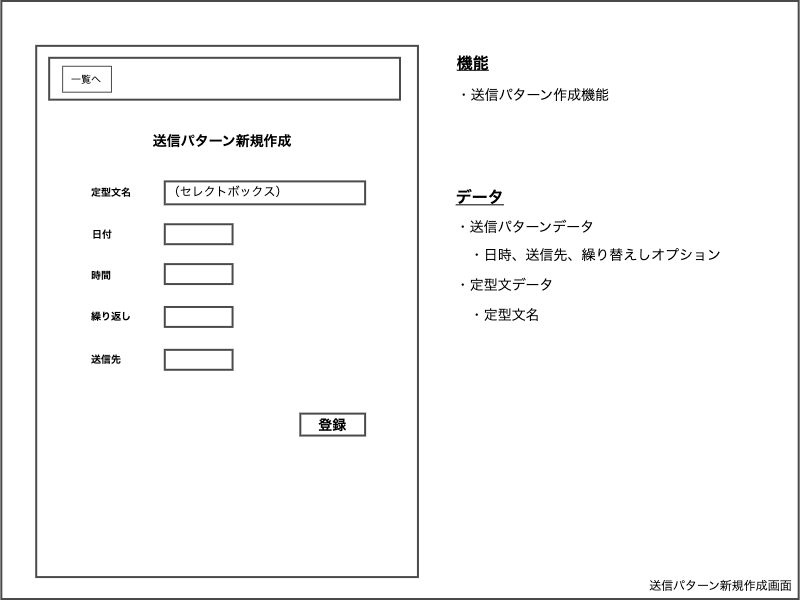 一覧へ
送信パターン新規作成
定型文名
（セレクトボックス）
日付
時間
繰り返し
送信先
登録
機能
・送信パターン作成機能
データ
・送信パターンデータ
・日時、送信先、繰り替えしオプション
・定型文データ
・定型文名
送信パターン新規作成画面